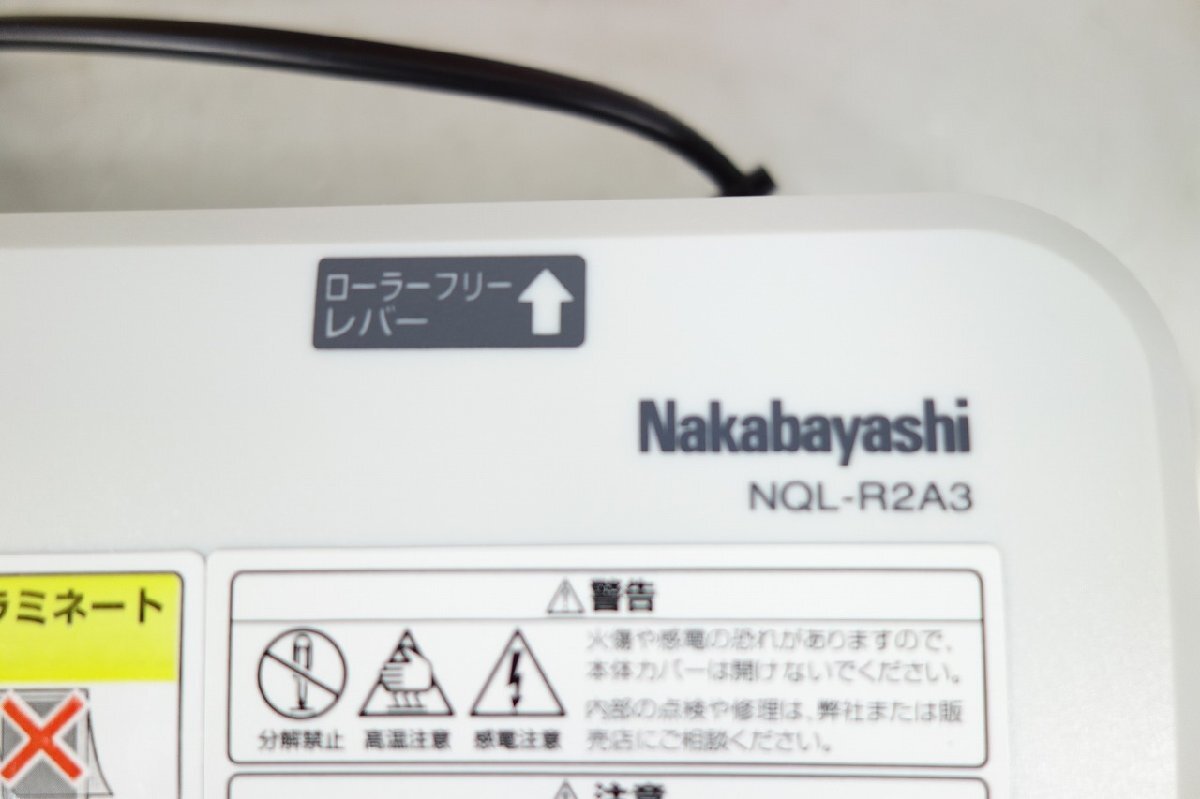 ローラーフリー
レバー
Nakabayashi
NQL-R2A3
ラミネート
警告
火傷や感電の恐れがありますので、
本体カバーは開けないでください。
内部の点検や修理は、弊社または販
売店にご相談ください。
分解禁止 高温注意 感電注意
注意